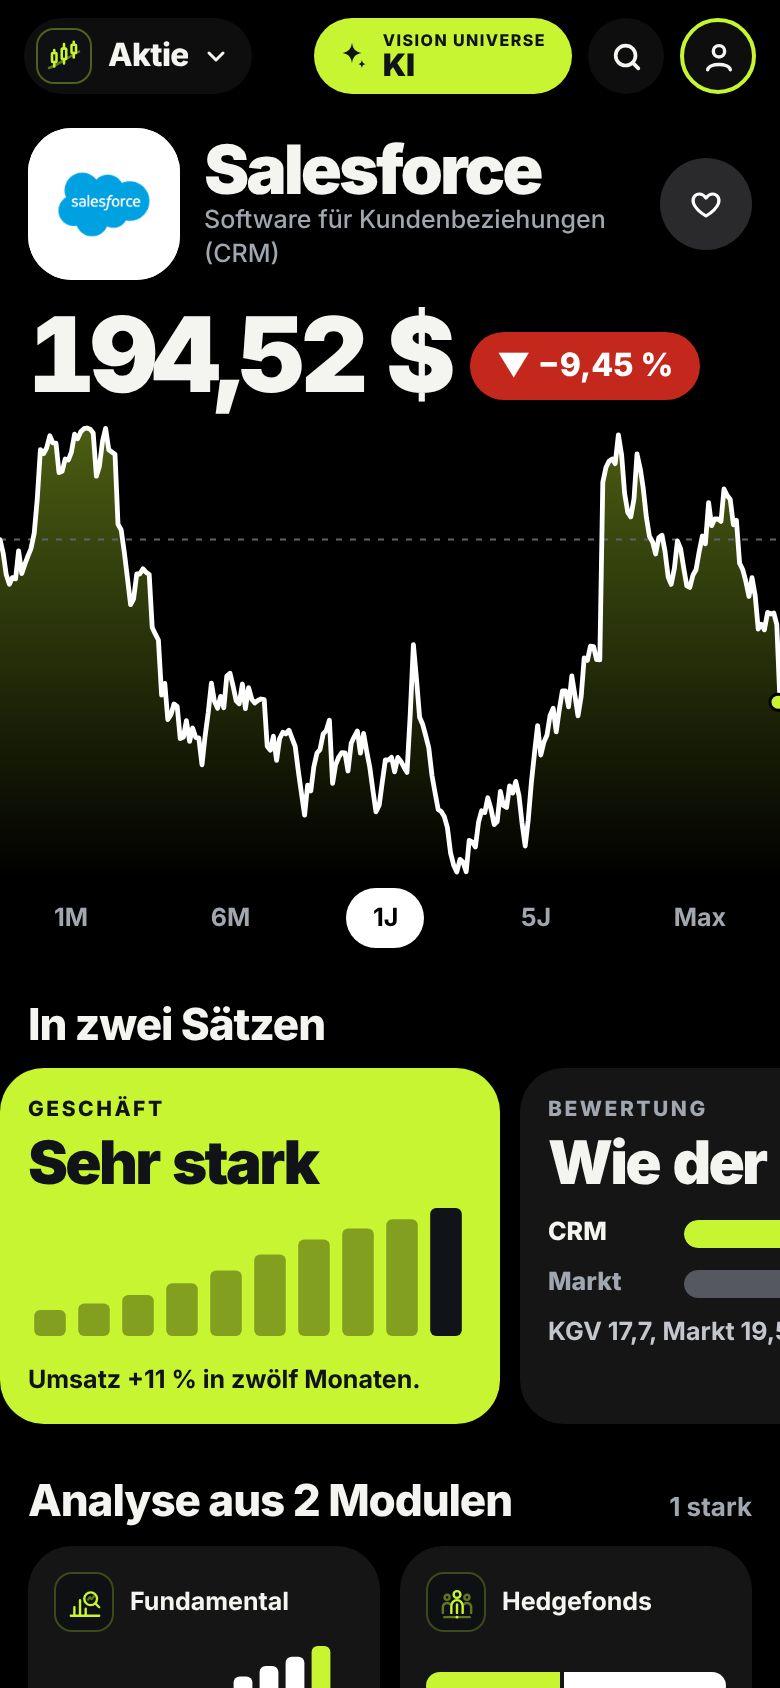 Aktie
VISION UNIVERSE
KI
salesforce
Salesforce
Software für Kundenbeziehungen
(CRM)
194,52 $
▼ −9,45 %
1M 6M 1J 5J Max
In zwei Sätzen
GESCHÄFT
Sehr stark
Umsatz +11 % in zwölf Monaten.
BEWERTUNG
Wie der
CRM
Markt
KGV 17,7, Markt 19,5
Analyse aus 2 Modulen
1 stark
Fundamental
Hedgefonds